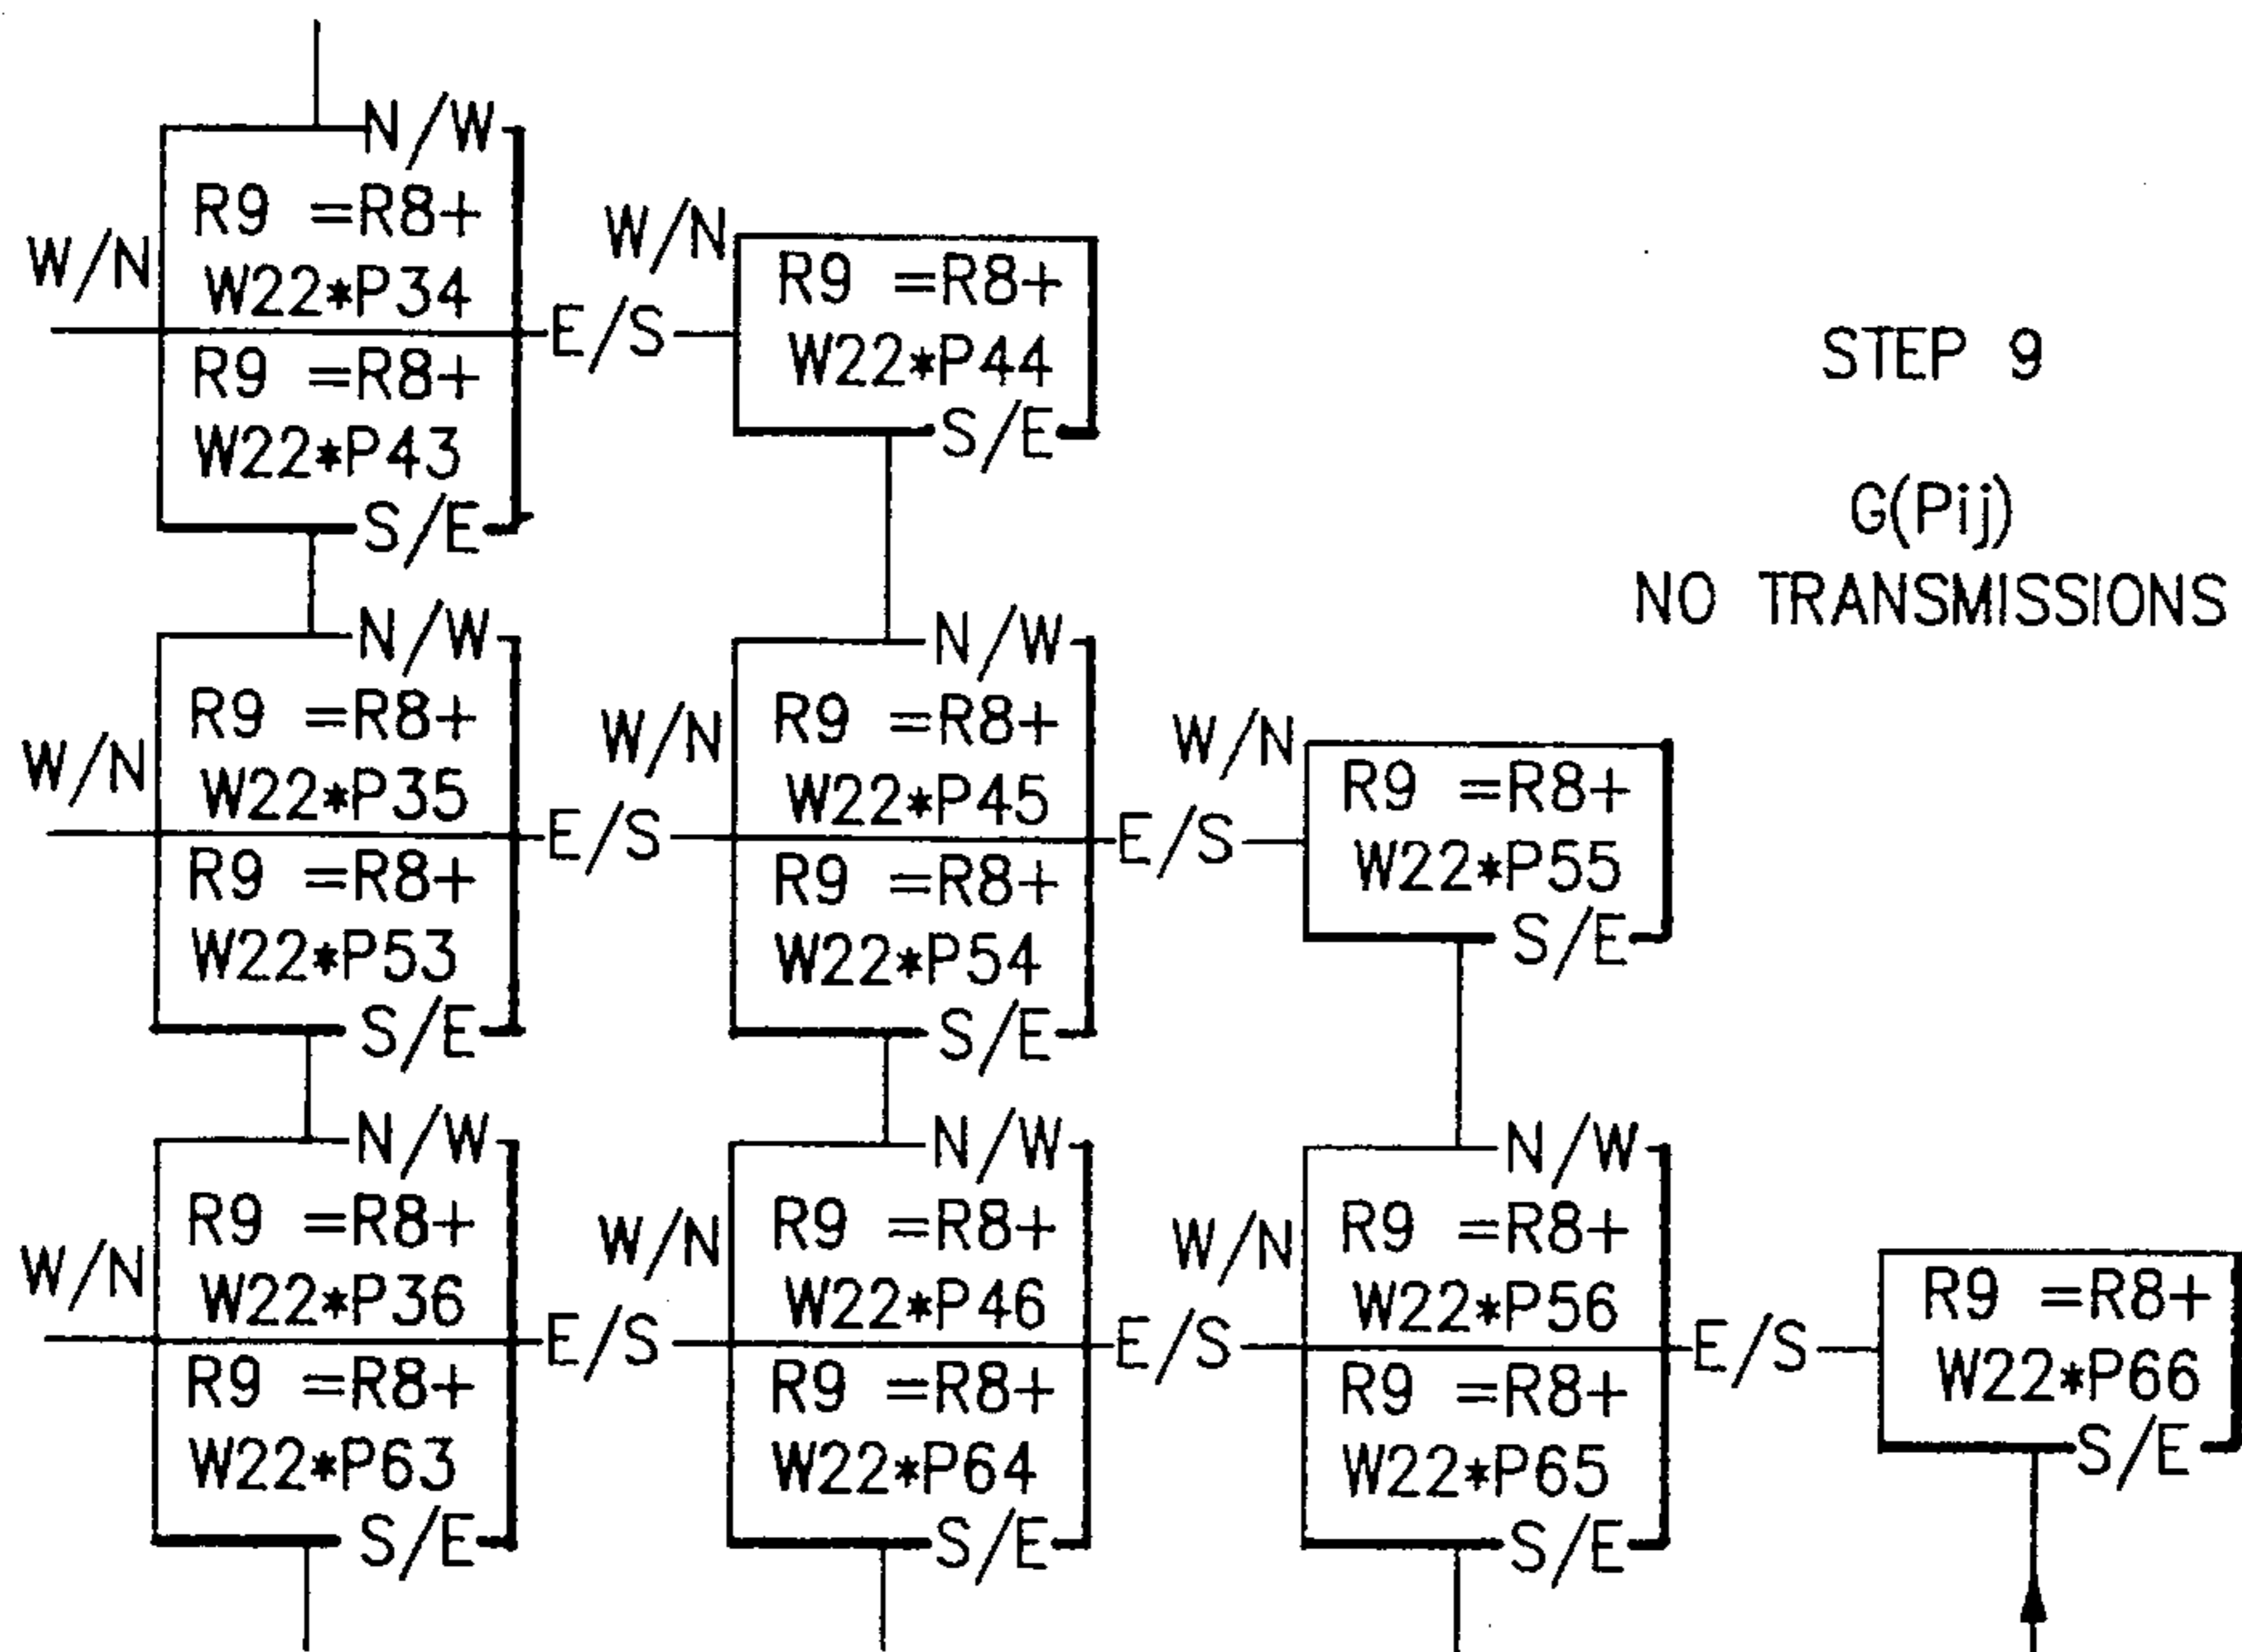 N/W
R9 =R8+
W/N
W22*P34
E/S
R9 =R8+
W22*P43
S/E
W/N
R9 =R8+
W22*P44
S/E
STEP 9
G(Pij)
NO TRANSMISSIONS
N/W
R9 =R8+
W/N
W22*P35
E/S
R9 =R8+
W22*P53
S/E
N/W
R9 =R8+
W/N
W22*P45
E/S
R9 =R8+
W22*P54
S/E
W/N
R9 =R8+
W22*P55
S/E
N/W
R9 =R8+
W/N
W22*P36
E/S
R9 =R8+
W22*P63
S/E
N/W
R9 =R8+
W/N
W22*P46
E/S
R9 =R8+
W22*P64
S/E
N/W
R9 =R8+
W/N
W22*P56
E/S
R9 =R8+
W22*P65
S/E
R9 =R8+
W22*P66
S/E